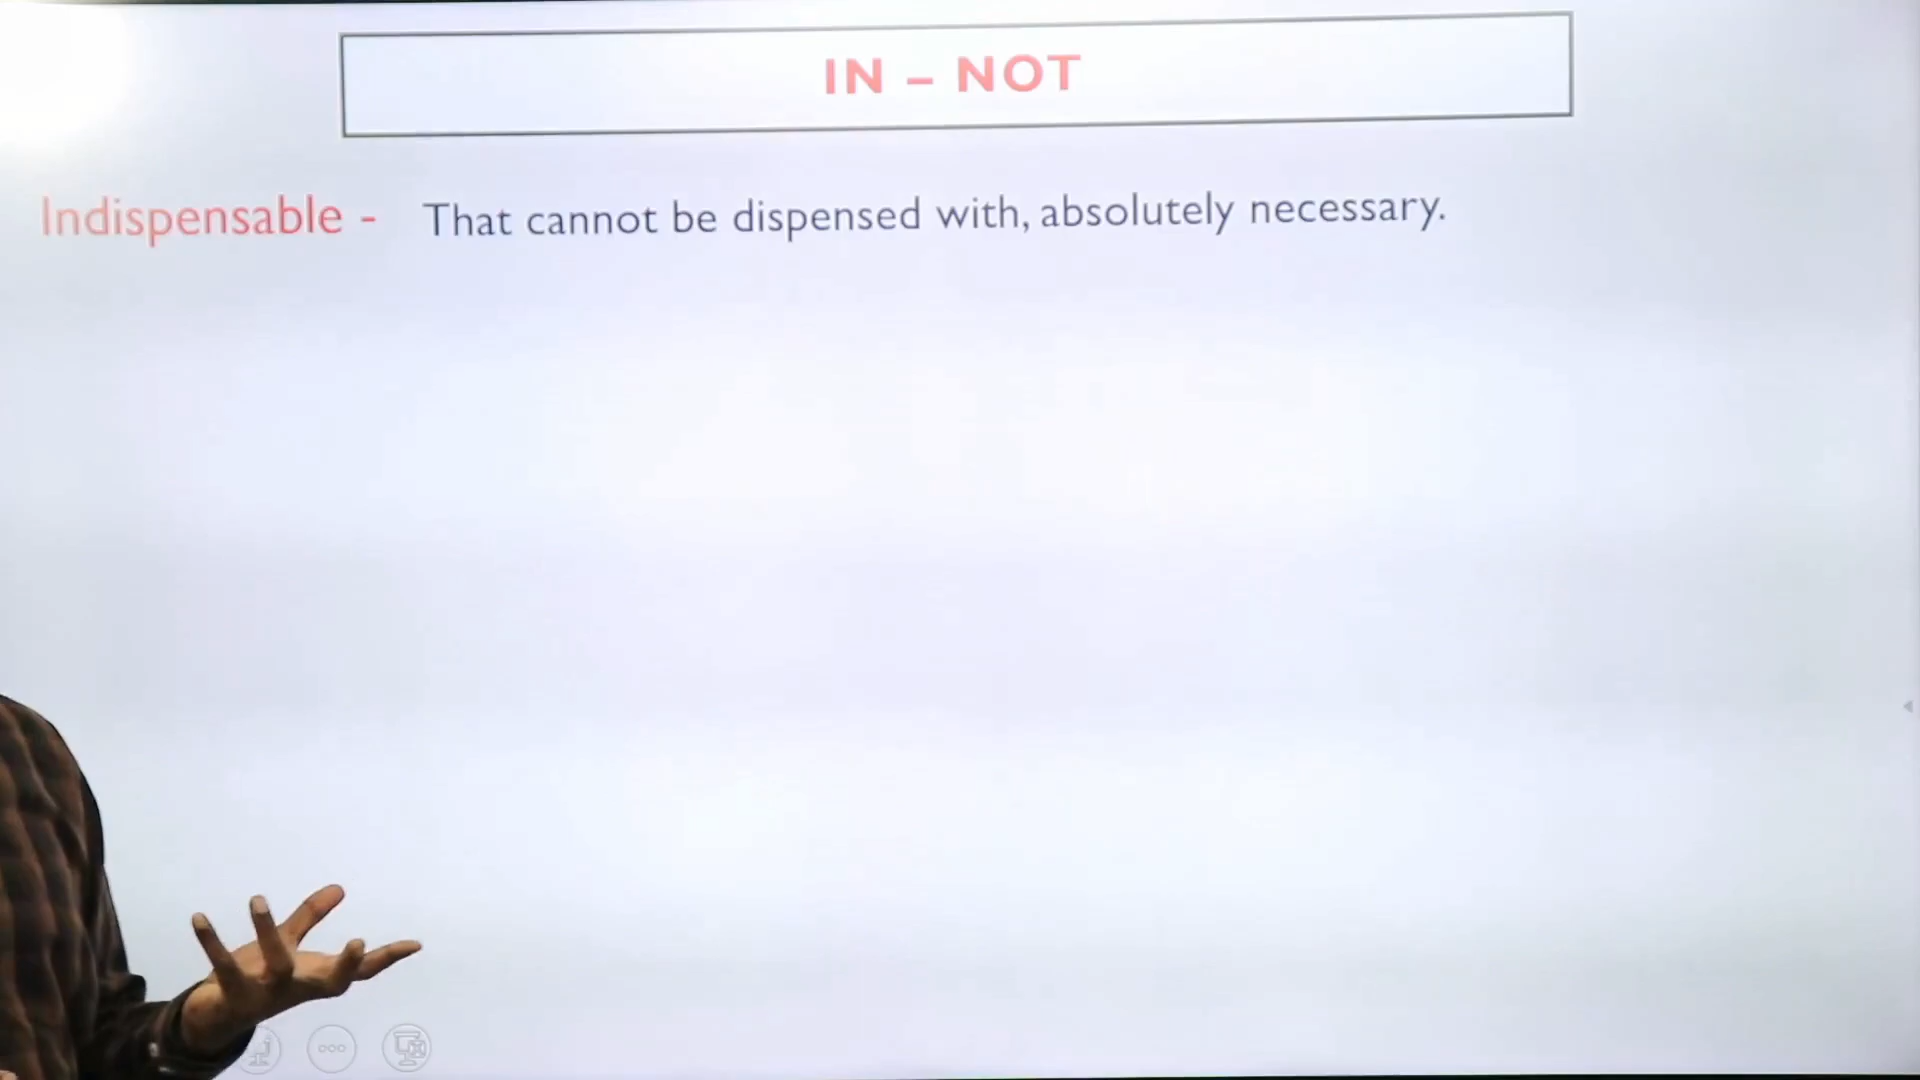 IN – NOT
Indispensable - That cannot be dispensed with, absolutely necessary.